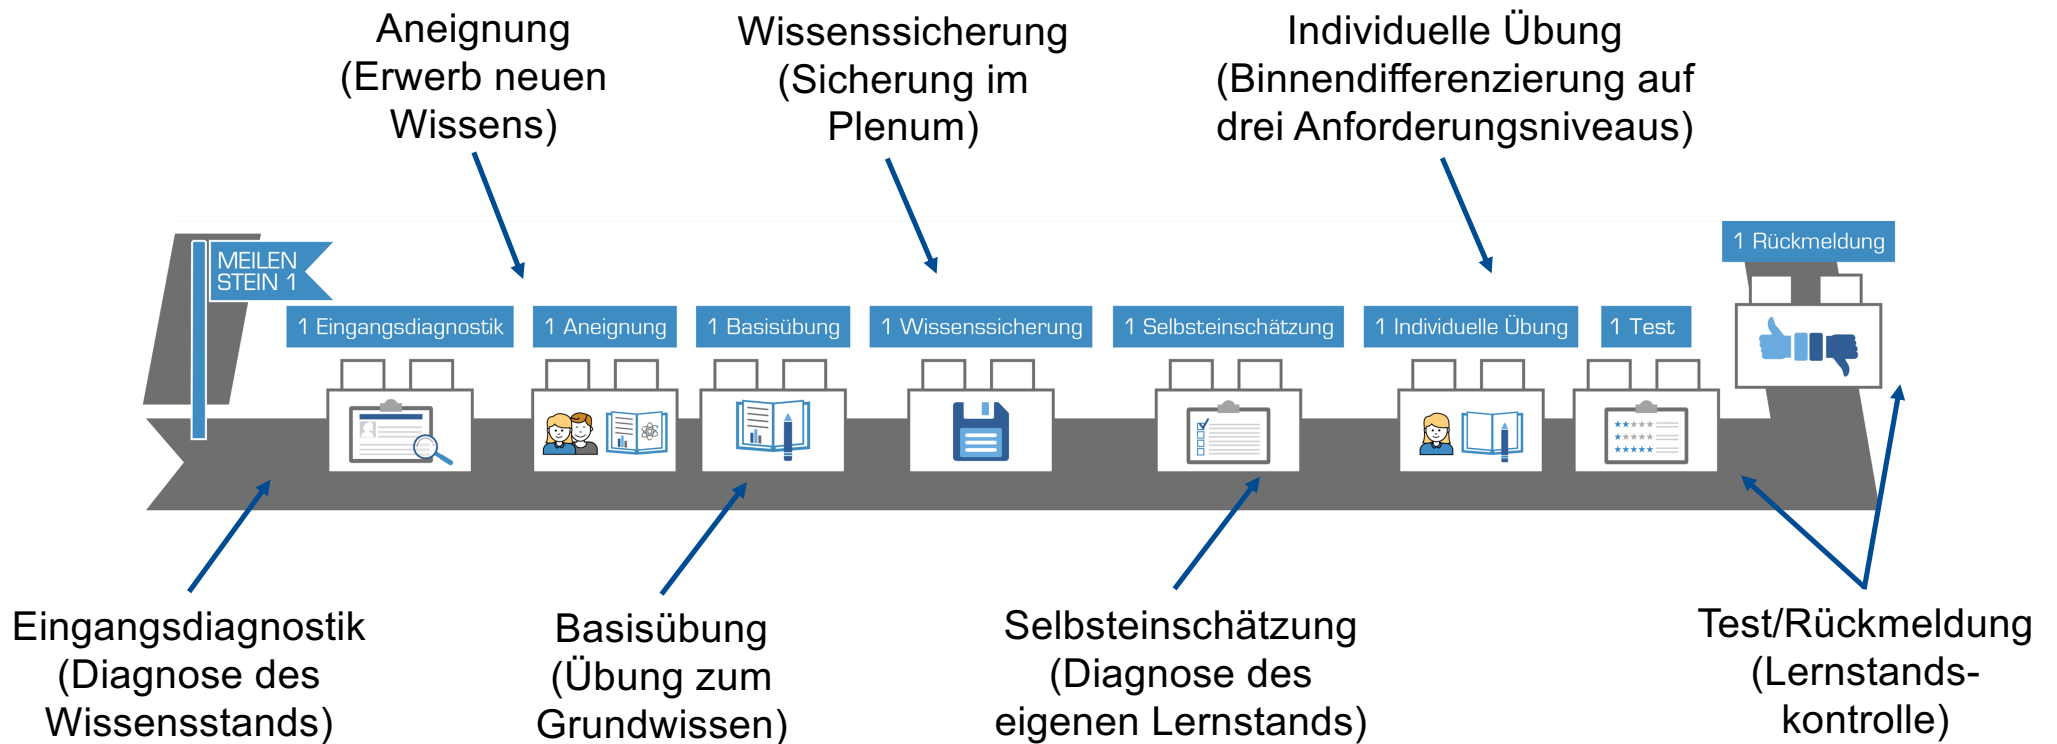 Aneignung
(Erwerb neuen
Wissens)
Wissenssicherung
(Sicherung im
Plenum)
Individuelle Übung
(Binnendifferenzierung auf
drei Anforderungsniveaus)
MEILEN
STEIN 1
1 Eingangsdiagnostik
1 Aneignung
1 Basisübung
1 Wissenssicherung
1 Selbsteinschätzung
1 Individuelle Übung
1 Test
1 Rückmeldung
Eingangsdiagnostik
(Diagnose des
Wissensstands)
Basisübung
(Übung zum
Grundwissen)
Selbsteinschätzung
(Diagnose des
eigenen Lernstands)
Test/Rückmeldung
(Lernstands-
kontrolle)